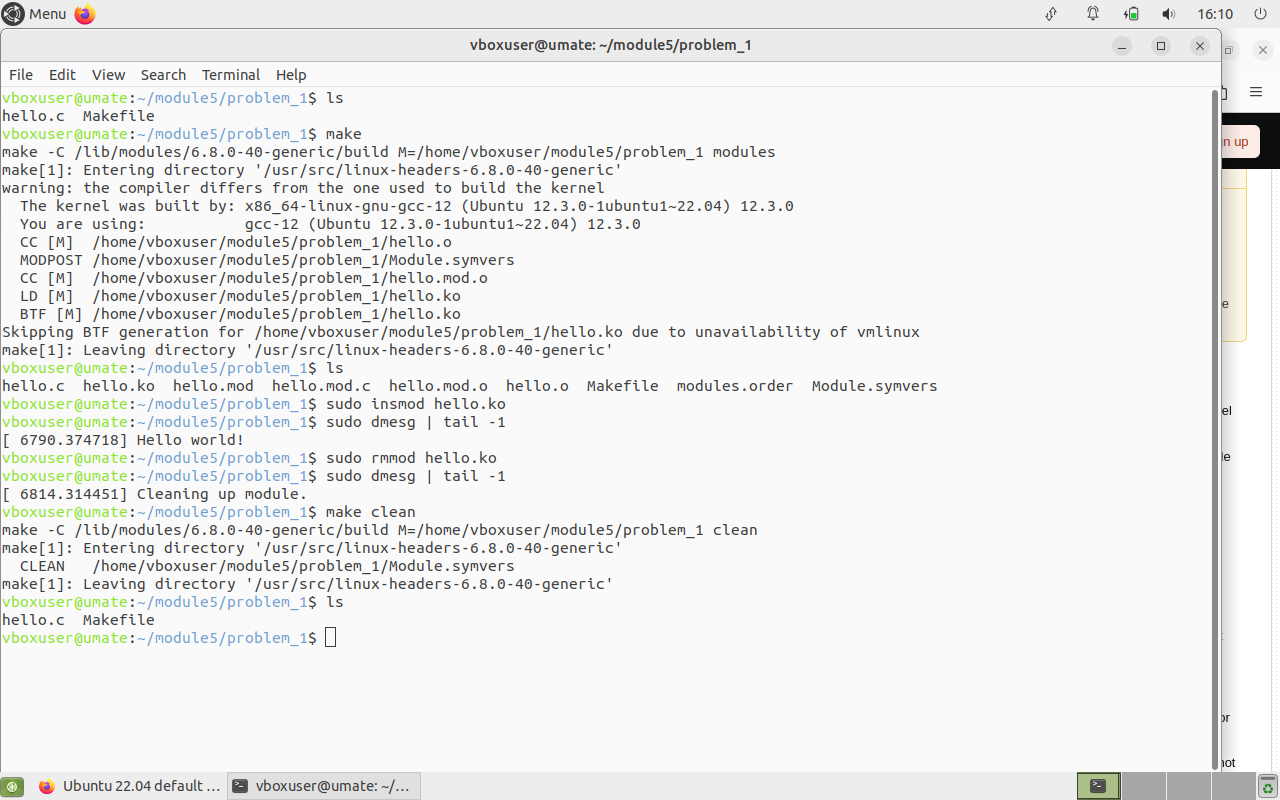 Menu 16:10
vboxuser@umate: ~/module5/problem_1
File Edit View Search Terminal Help
vboxuser@umate:~/module5/problem_1$ ls
hello.c  Makefile
vboxuser@umate:~/module5/problem_1$ make
make -C /lib/modules/6.8.0-40-generic/build M=/home/vboxuser/module5/problem_1 modules
make[1]: Entering directory '/usr/src/linux-headers-6.8.0-40-generic'
warning: the compiler differs from the one used to build the kernel
  The kernel was built by: x86_64-linux-gnu-gcc-12 (Ubuntu 12.3.0-1ubuntu1~22.04) 12.3.0
  You are using:           gcc-12 (Ubuntu 12.3.0-1ubuntu1~22.04) 12.3.0
  CC [M]  /home/vboxuser/module5/problem_1/hello.o
  MODPOST /home/vboxuser/module5/problem_1/Module.symvers
  CC [M]  /home/vboxuser/module5/problem_1/hello.mod.o
  LD [M]  /home/vboxuser/module5/problem_1/hello.ko
  BTF [M] /home/vboxuser/module5/problem_1/hello.ko
Skipping BTF generation for /home/vboxuser/module5/problem_1/hello.ko due to unavailability of vmlinux
make[1]: Leaving directory '/usr/src/linux-headers-6.8.0-40-generic'
vboxuser@umate:~/module5/problem_1$ ls
hello.c  hello.ko  hello.mod  hello.mod.c  hello.mod.o  hello.o  Makefile  modules.order  Module.symvers
vboxuser@umate:~/module5/problem_1$ sudo insmod hello.ko
vboxuser@umate:~/module5/problem_1$ sudo dmesg | tail -1
[ 6790.374718] Hello world!
vboxuser@umate:~/module5/problem_1$ sudo rmmod hello.ko
vboxuser@umate:~/module5/problem_1$ sudo dmesg | tail -1
[ 6814.314451] Cleaning up module.
vboxuser@umate:~/module5/problem_1$ make clean
make -C /lib/modules/6.8.0-40-generic/build M=/home/vboxuser/module5/problem_1 clean
make[1]: Entering directory '/usr/src/linux-headers-6.8.0-40-generic'
  CLEAN   /home/vboxuser/module5/problem_1/Module.symvers
make[1]: Leaving directory '/usr/src/linux-headers-6.8.0-40-generic'
vboxuser@umate:~/module5/problem_1$ ls
hello.c  Makefile
vboxuser@umate:~/module5/problem_1$
up
Ubuntu 22.04 default ... vboxuser@umate: ~/...